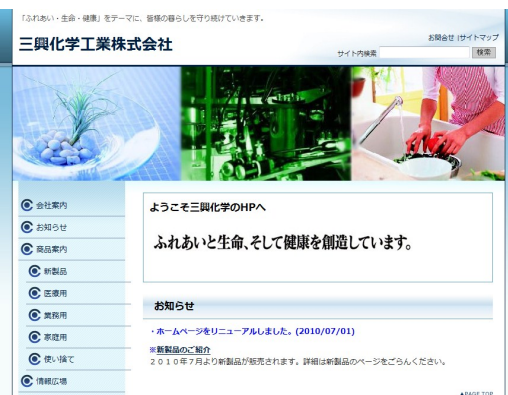 「ふれあい・生命・健康」をテーマに、皆様の暮らしを守り続けていきます。
三興化学工業株式会社
お問合せ |サイトマップ
サイト内検索 検索
会社案内
お知らせ
商品案内
新製品
医療用
業務用
家庭用
使い捨て
情報広場
ようこそ三興化学のHPへ
ふれあいと生命、そして健康を創造しています。
お知らせ
・ホームページをリニューアルしました。(2010/07/01)
※新製品のご紹介
2010年7月より新製品が販売されます。詳細は新製品のページをごらんください。
▲PAGE TOP